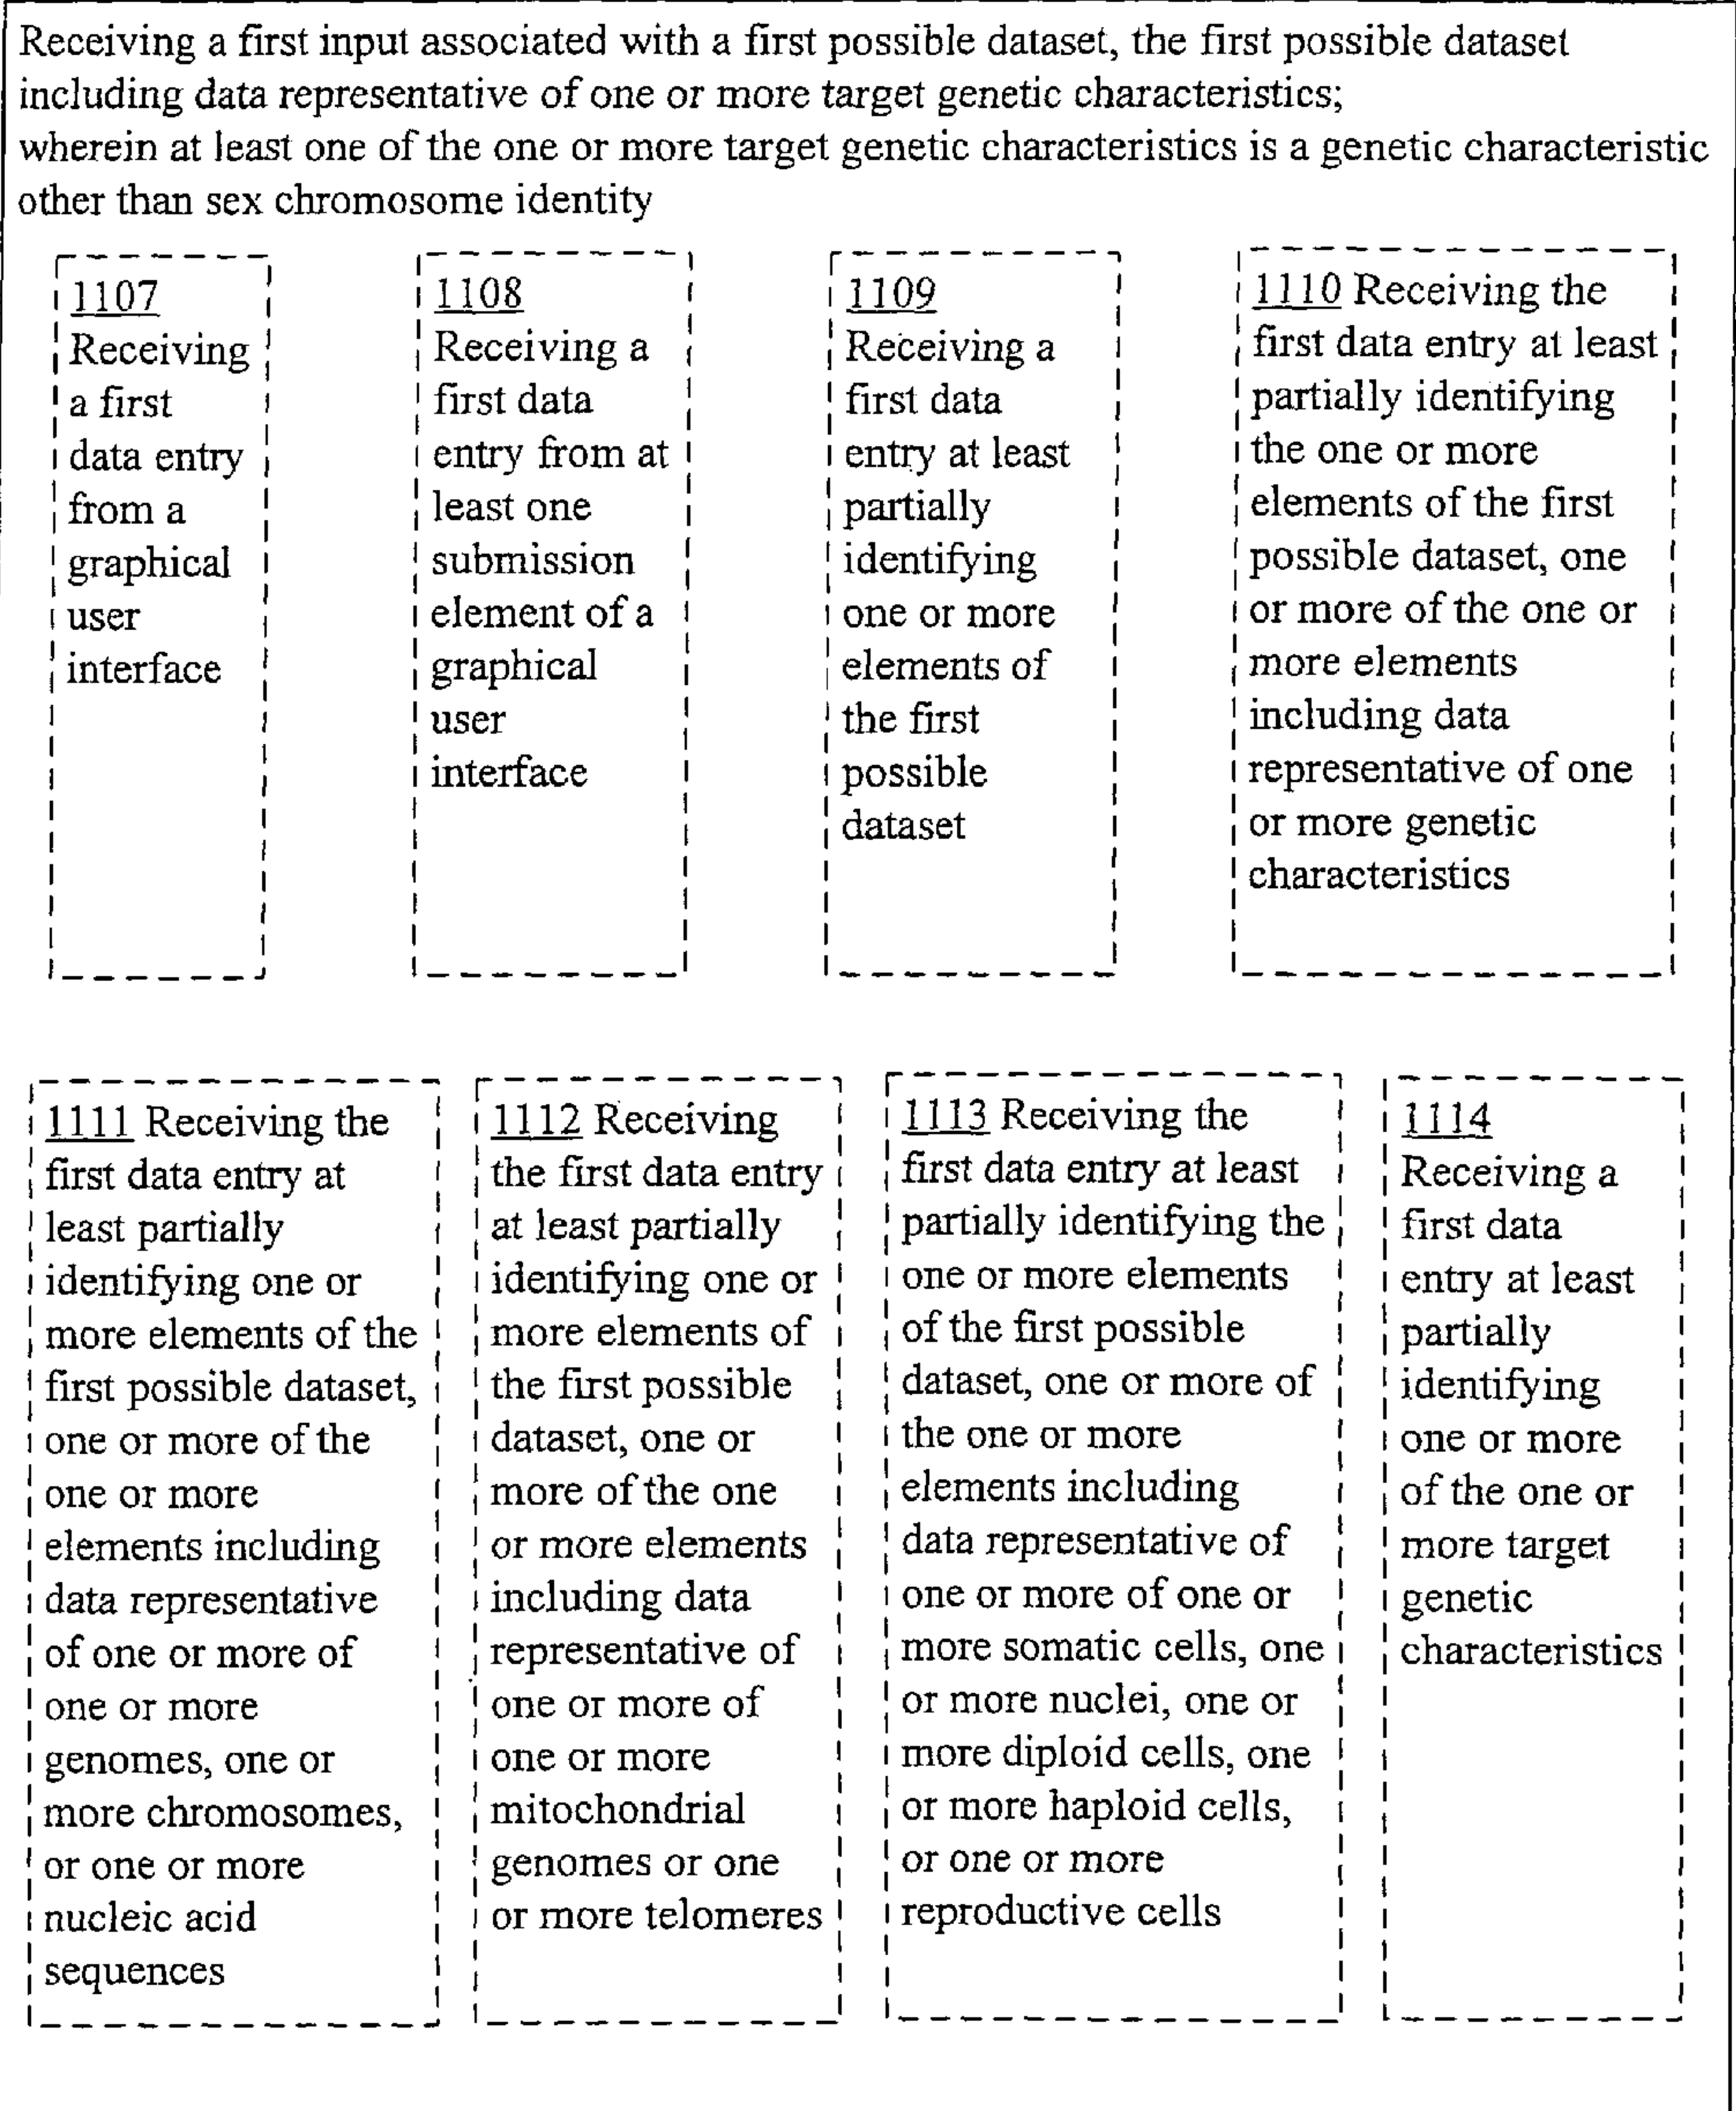 Receiving a first input associated with a first possible dataset, the first possible dataset
including data representative of one or more target genetic characteristics;
wherein at least one of the one or more target genetic characteristics is a genetic characteristic
other than sex chromosome identity
1107
Receiving
a first
data entry
from a
graphical
user
interface
1108
Receiving a
first data
entry from at
least one
submission
element of a
graphical
user
interface
1109
Receiving a
first data
entry at least
partially
identifying
one or more
elements of
the first
possible
dataset
1110 Receiving the
first data entry at least
partially identifying
the one or more
elements of the first
possible dataset, one
or more of the one or
more elements
including data
representative of one
or more genetic
characteristics
1111 Receiving the
first data entry at
least partially
identifying one or
more elements of the
first possible dataset,
one or more of the
one or more
elements including
data representative
of one or more of
one or more
genomes, one or
more chromosomes,
or one or more
nucleic acid
sequences
1112 Receiving
the first data entry
at least partially
identifying one or
more elements of
the first possible
dataset, one or
more of the one
or more elements
including data
representative of
one or more of
one or more
mitochondrial
genomes or one
or more telomeres
1113 Receiving the
first data entry at least
partially identifying the
one or more elements
of the first possible
dataset, one or more of
the one or more
elements including
data representative of
one or more of one or
more somatic cells, one
or more nuclei, one or
more diploid cells, one
or more haploid cells,
or one or more
reproductive cells
1114
Receiving a
first data
entry at least
partially
identifying
one or more
of the one or
more target
genetic
characteristics